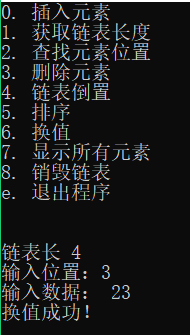 0. 插入元素
1. 获取链表长度
2. 查找元素位置
3. 删除元素
4. 链表倒置
5. 排序
6. 换值
7. 显示所有元素
8. 销毁链表
e. 退出程序
链表长 4
输入位置：3
输入数据： 23
换值成功！